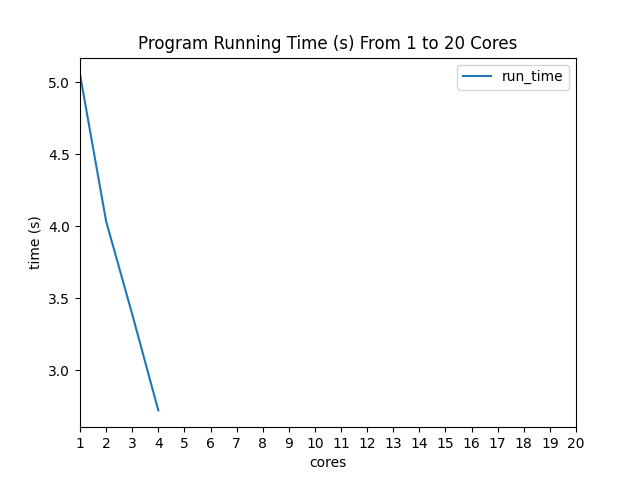 Program Running Time (s) From 1 to 20 Cores
run_time
5.0
4.5
4.0
3.5
3.0
time (s)
1 2 3 4 5 6 7 8 9 10 11 12 13 14 15 16 17 18 19 20
cores